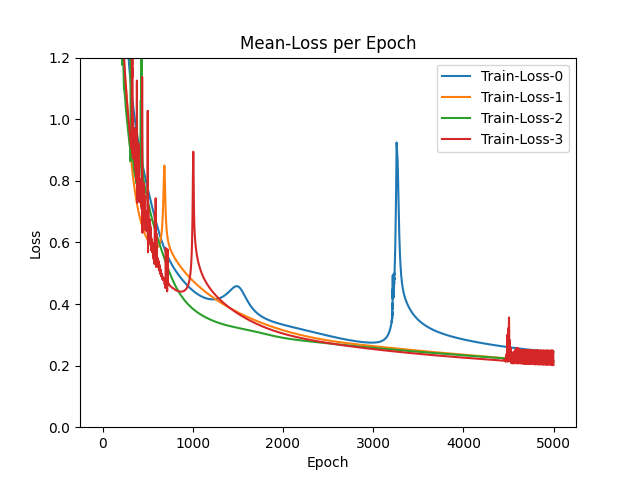 Mean-Loss per Epoch
1.2
1.0
0.8
0.6
0.4
0.2
0.0
Loss
Train-Loss-0
Train-Loss-1
Train-Loss-2
Train-Loss-3
0 1000 2000 3000 4000 5000
Epoch